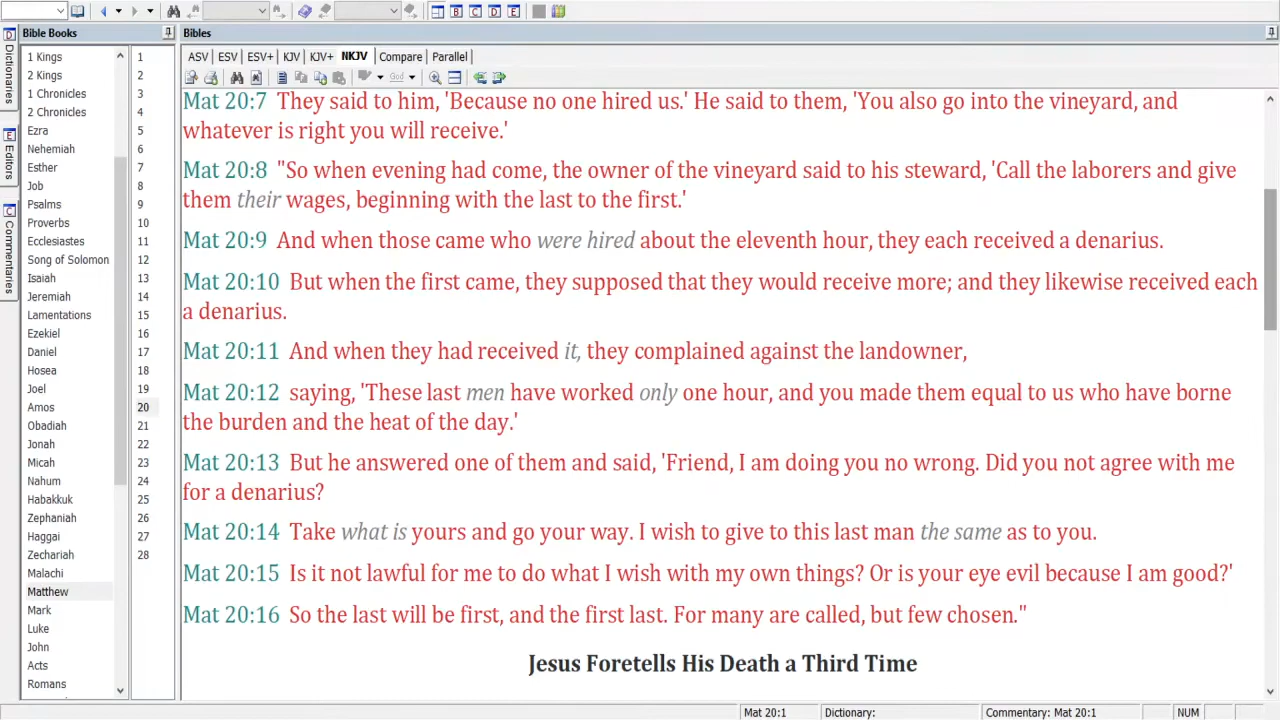 Bible Books
Bibles
Dictionaries
Editors
Commentaries
B C D E
D
E
C
1 Kings
2 Kings
1 Chronicles
2 Chronicles
Ezra
Nehemiah
Esther
Job
Psalms
Proverbs
Ecclesiastes
Song of Solomon
Isaiah
Jeremiah
Lamentations
Ezekiel
Daniel
Hosea
Joel
Amos
Obadiah
Jonah
Micah
Nahum
Habakkuk
Zephaniah
Haggai
Zechariah
Malachi
Matthew
Mark
Luke
John
Acts
Romans
1
2
3
4
5
6
7
8
9
10
11
12
13
14
15
16
17
18
19
20
21
22
23
24
25
26
27
28
ASV ESV ESV+ KJV KJV+ NKJV Compare Parallel
God
Mat 20:7 They said to him, 'Because no one hired us.' He said to them, 'You also go into the vineyard, and
whatever is right you will receive.'
Mat 20:8 "So when evening had come, the owner of the vineyard said to his steward, 'Call the laborers and give
them their wages, beginning with the last to the first.'
Mat 20:9 And when those came who were hired about the eleventh hour, they each received a denarius.
Mat 20:10 But when the first came, they supposed that they would receive more; and they likewise received each
a denarius.
Mat 20:11 And when they had received it, they complained against the landowner,
Mat 20:12 saying, 'These last men have worked only one hour, and you made them equal to us who have borne
the burden and the heat of the day.'
Mat 20:13 But he answered one of them and said, 'Friend, I am doing you no wrong. Did you not agree with me
for a denarius?
Mat 20:14 Take what is yours and go your way. I wish to give to this last man the same as to you.
Mat 20:15 Is it not lawful for me to do what I wish with my own things? Or is your eye evil because I am good?'
Mat 20:16 So the last will be first, and the first last. For many are called, but few chosen."
Jesus Foretells His Death a Third Time
Mat 20:1 Dictionary: Commentary: Mat 20:1 NUM